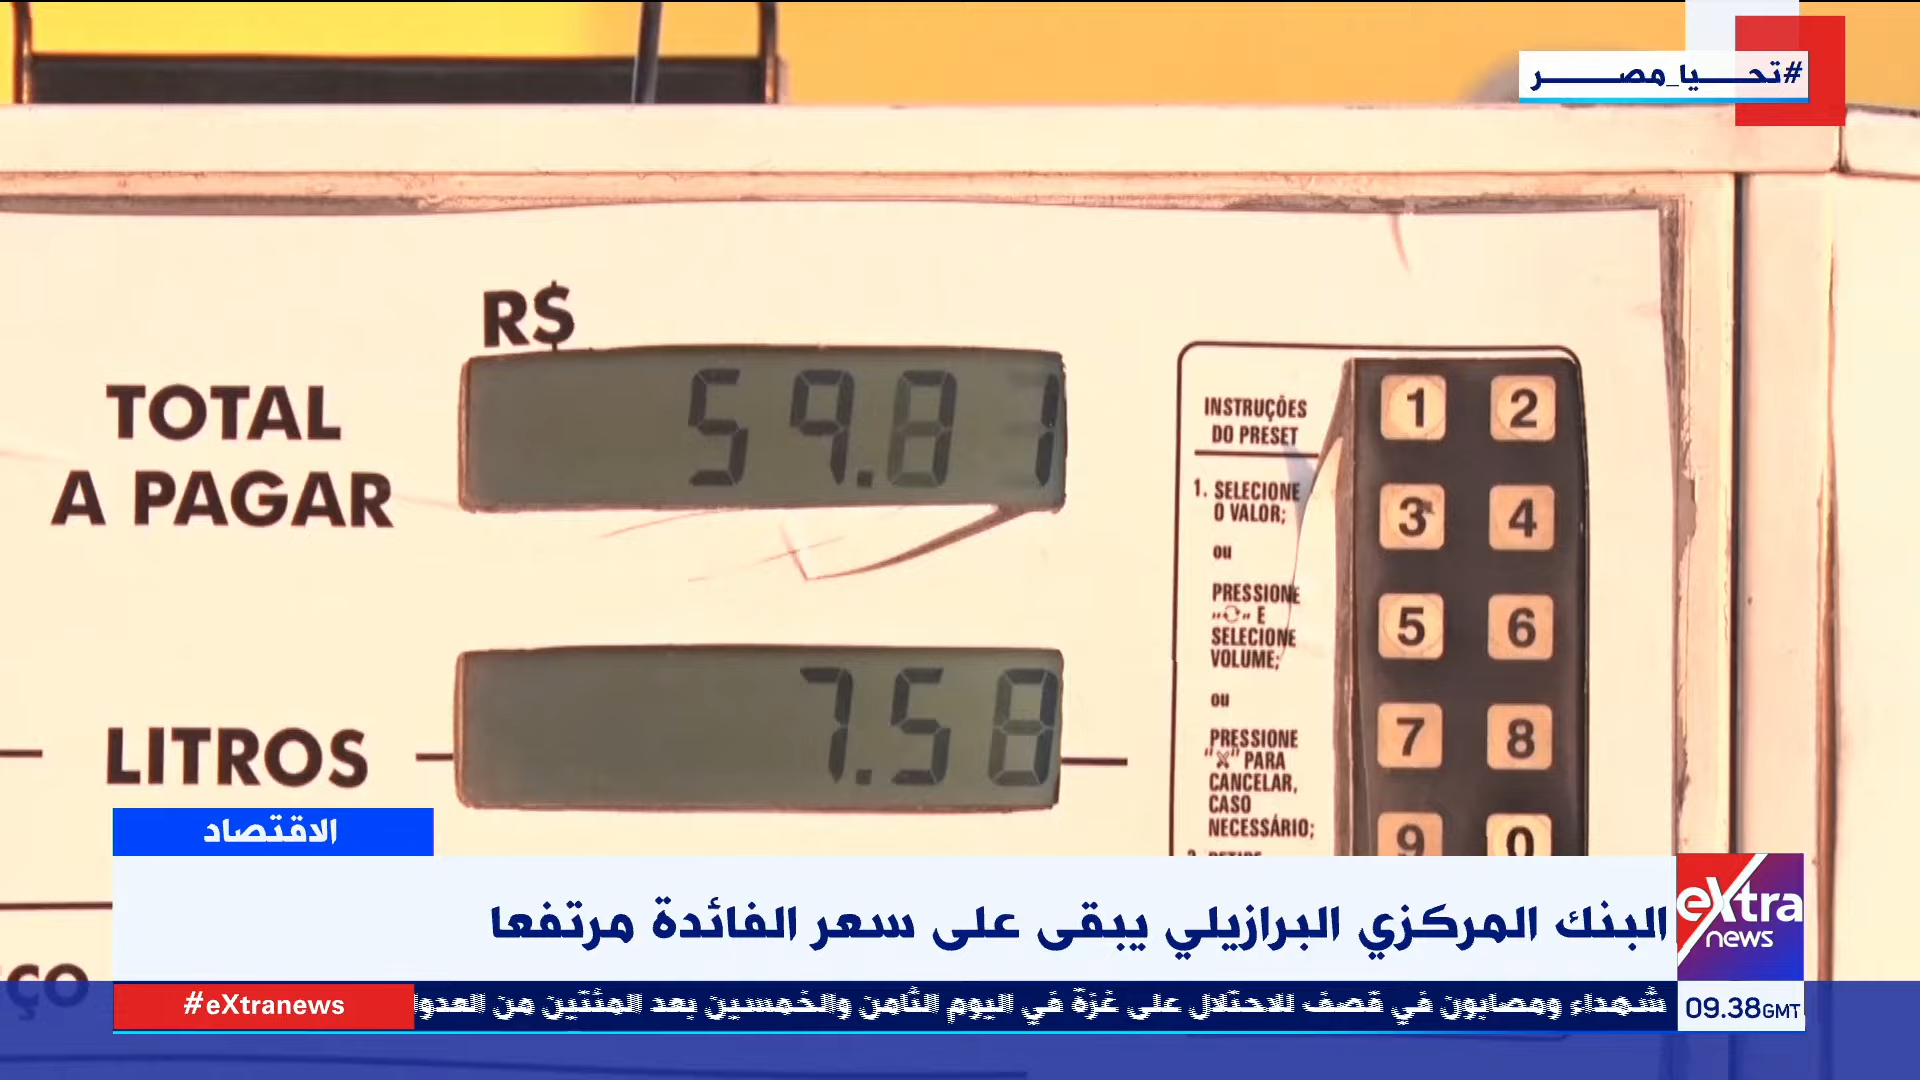 #تحيا_مصر
R$
TOTAL
A PAGAR
59.81
LITROS
7.58
INSTRUÇÕES
DO PRESET
1. SELECIONE
O VALOR;
ou
PRESSIONE
" " E
SELECIONE
VOLUME;
ou
PRESSIONE
" " PARA
CANCELAR,
CASO
NECESSÁRIO;
1 2
3 4
5 6
7 8
9 0
الاقتصاد
البنك المركزي البرازيلي يبقى على سعر الفائدة مرتفعا
eXtra
news
ÇO
#eXtranews
شهداء ومصابون في قصف للاحتلال على غزة في اليوم الثامن والخمسين بعد المئتين من العدوا
09.38GMT